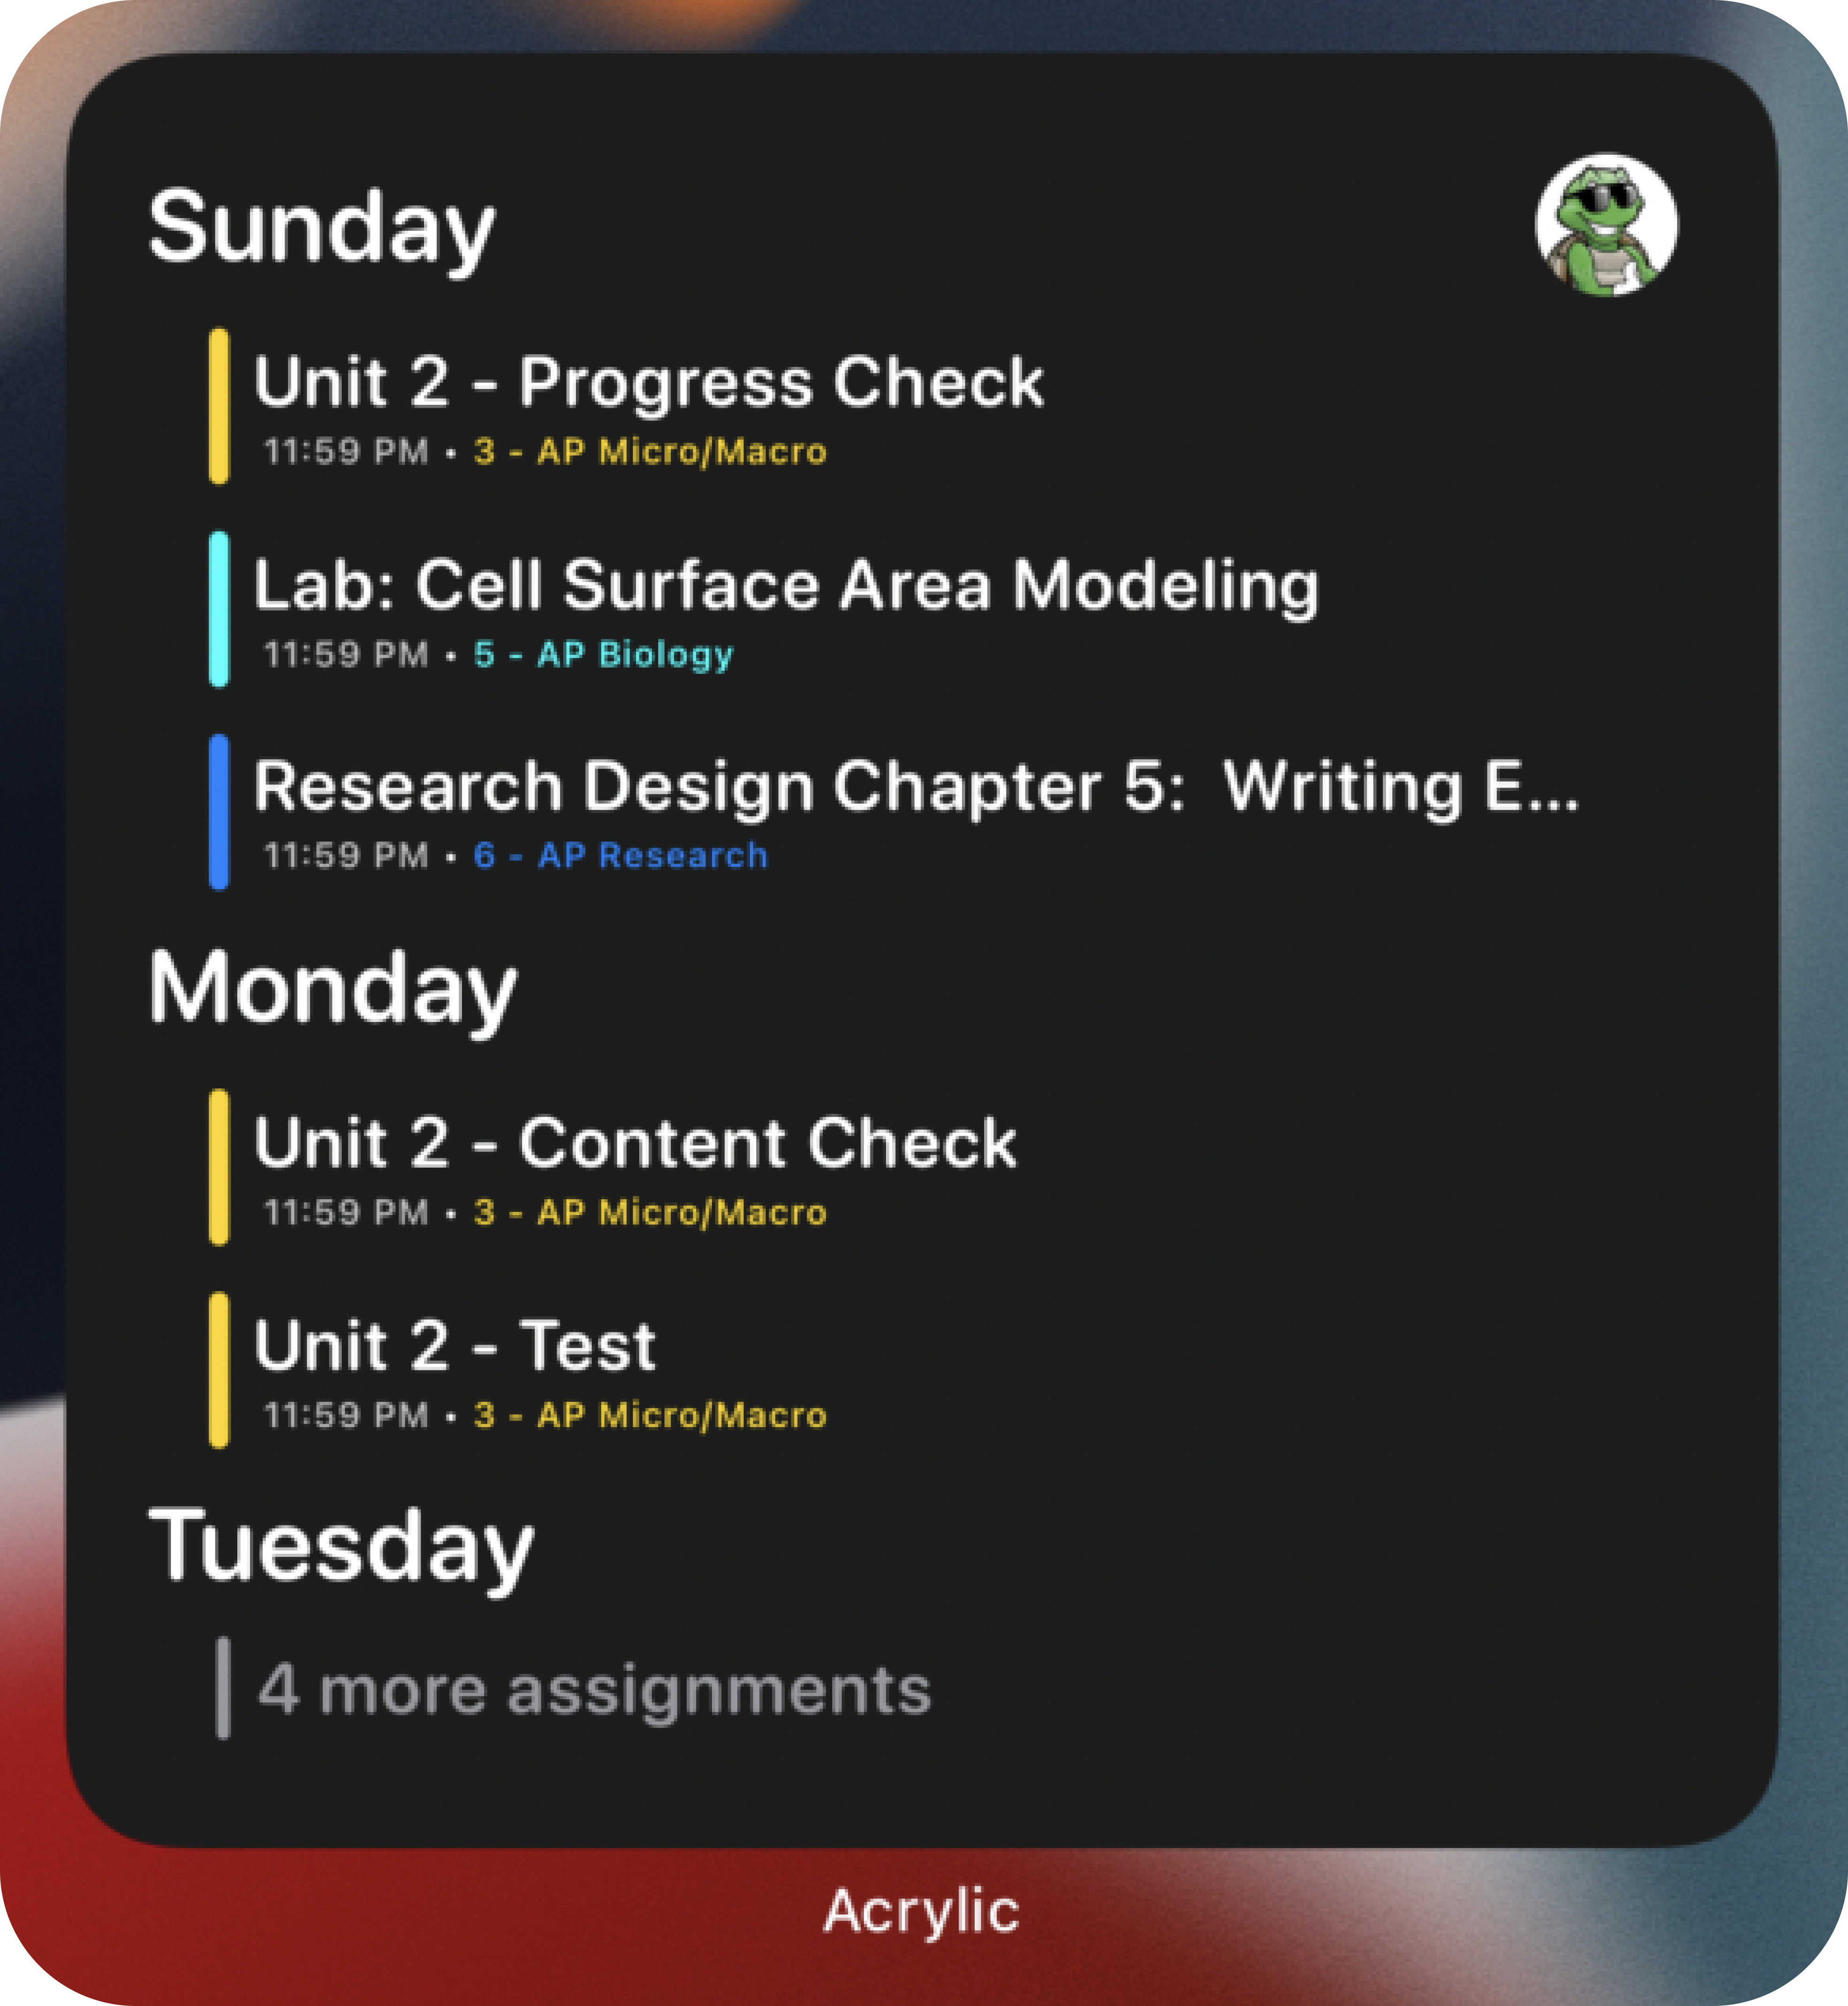 Sunday
Unit 2 - Progress Check
11:59 PM • 3 - AP Micro/Macro
Lab: Cell Surface Area Modeling
11:59 PM • 5 - AP Biology
Research Design Chapter 5:  Writing E...
11:59 PM • 6 - AP Research
Monday
Unit 2 - Content Check
11:59 PM • 3 - AP Micro/Macro
Unit 2 - Test
11:59 PM • 3 - AP Micro/Macro
Tuesday
4 more assignments
Acrylic